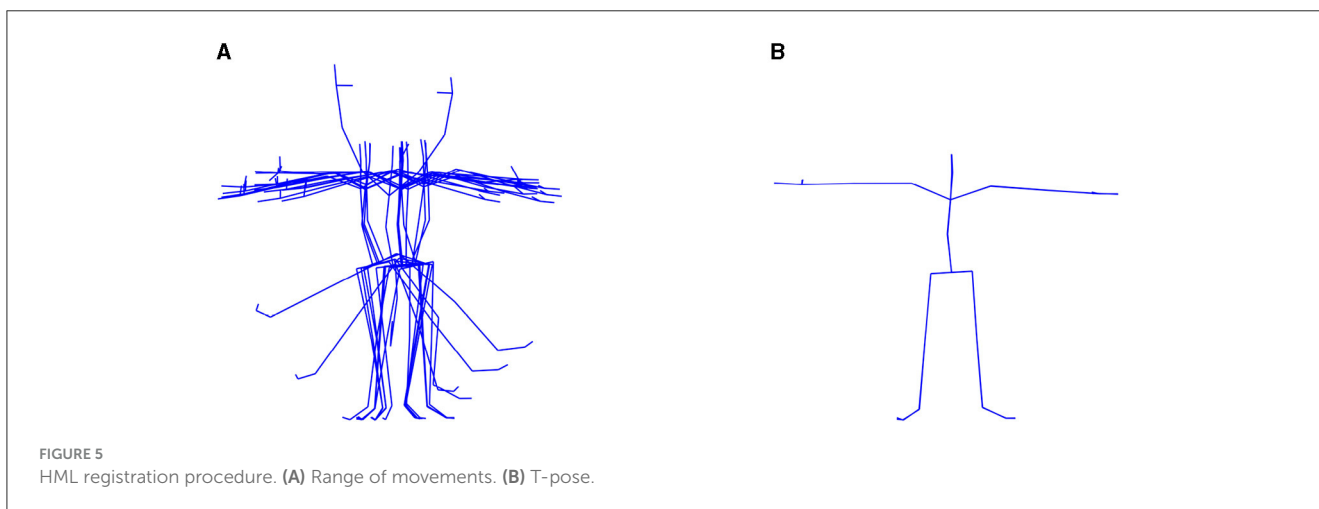 A
B
FIGURE 5
HML registration procedure. (A) Range of movements. (B) T-pose.